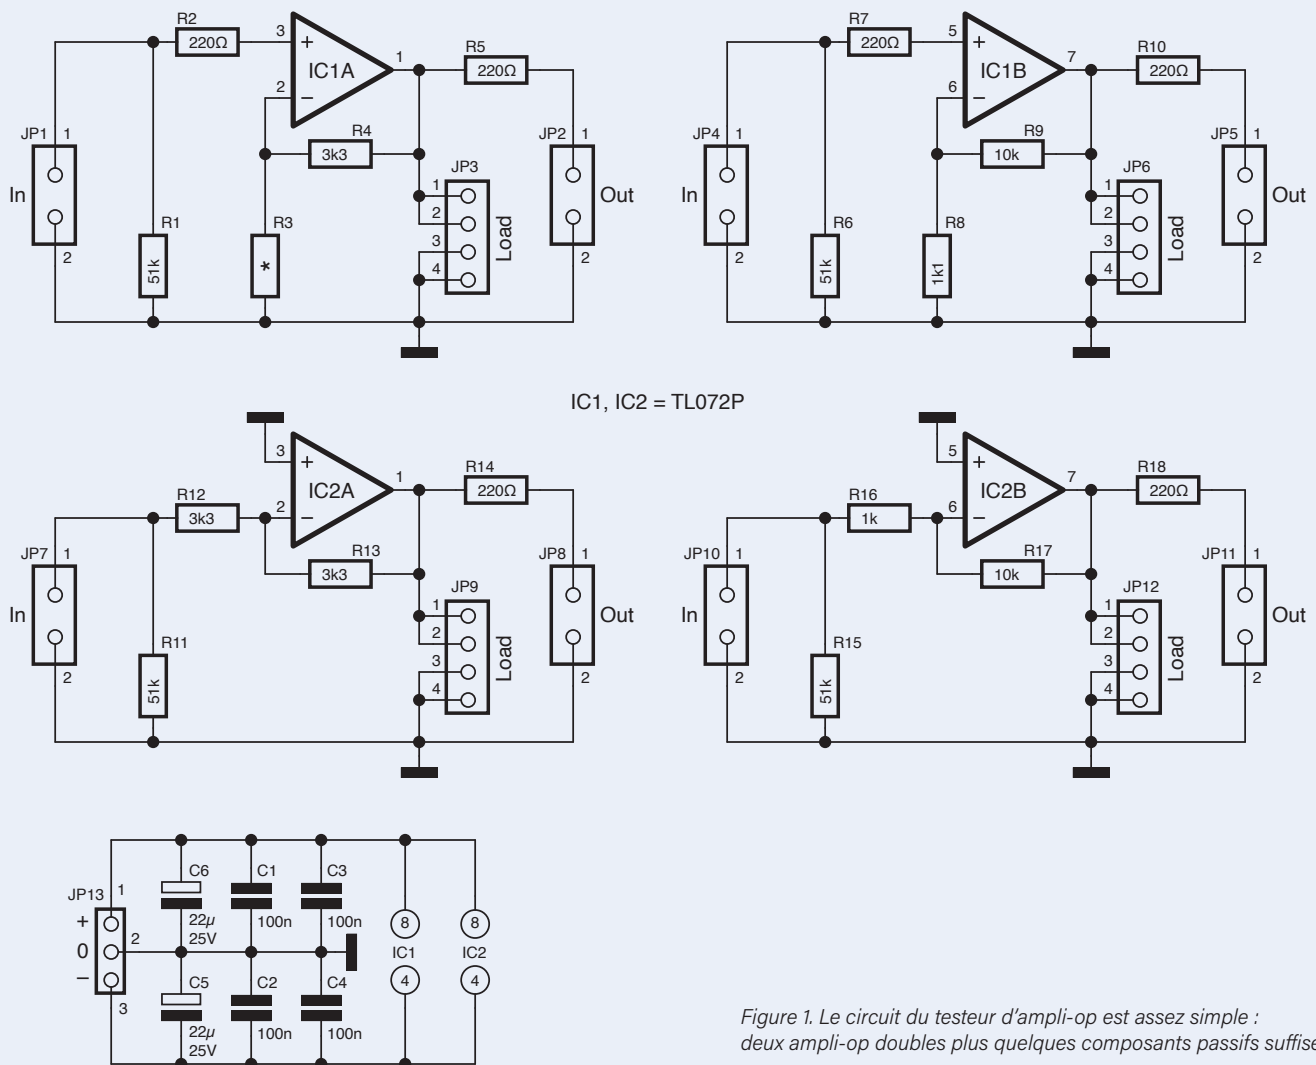 R2
220Ω
3
+
IC1A
2
−
1
R5
220Ω
R4
3k3
JP1
1
In
2
R1
51k
R3
*
JP3
1
2
3
4
Load
JP2
1
Out
2
R7
220Ω
5
+
IC1B
6
−
7
R10
220Ω
R9
10k
JP4
1
In
2
R6
51k
R8
1k1
JP6
1
2
3
4
Load
JP5
1
Out
2
IC1, IC2 = TL072P
3
+
IC2A
2
−
1
R14
220Ω
R12
3k3
R13
3k3
JP7
1
In
2
R11
51k
JP9
1
2
3
4
Load
JP8
1
Out
2
5
+
IC2B
6
−
7
R18
220Ω
R16
1k
R17
10k
JP10
1
In
2
R15
51k
JP12
1
2
3
4
Load
JP11
1
Out
2
JP13
1
+
0
−
2
3
C6
22µ
25V
C1
100n
C3
100n
C5
22µ
25V
C2
100n
C4
100n
8
IC1
4
8
IC2
4
Figure 1. Le circuit du testeur d'ampli-op est assez simple :
deux ampli-op doubles plus quelques composants passifs suffise